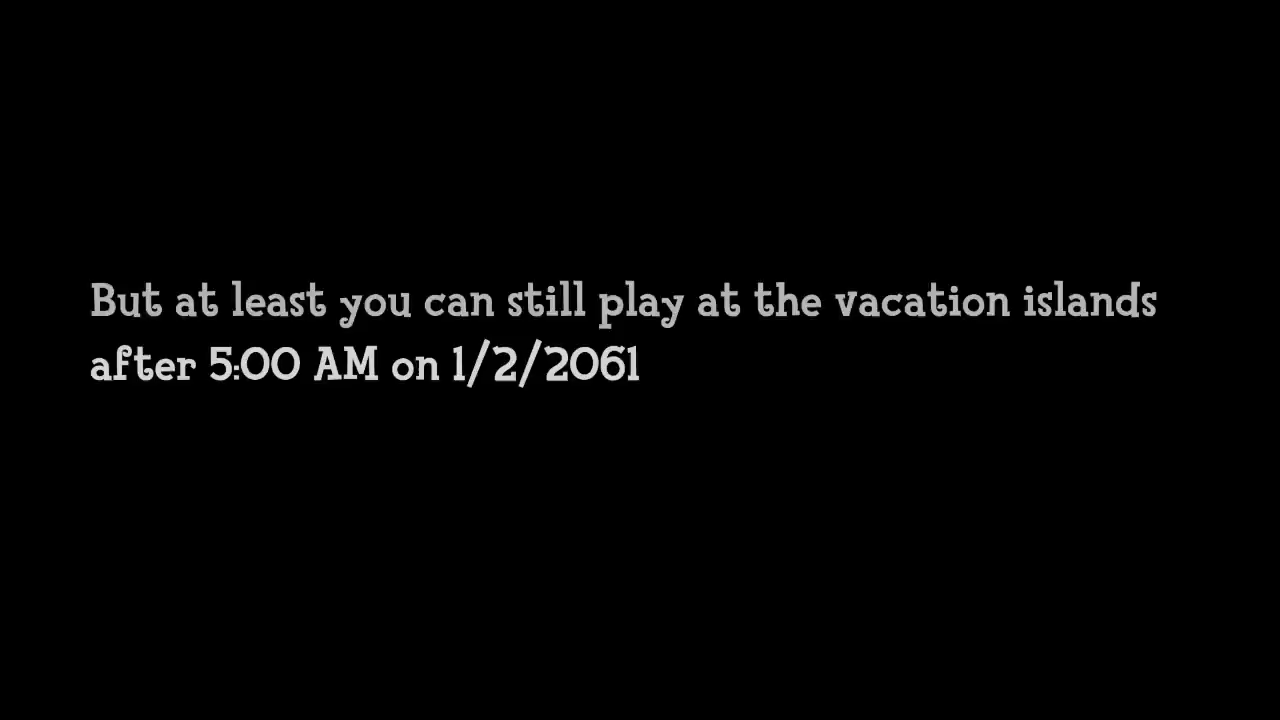 But at least you can still play at the vacation islands
after 5:00 AM on 1/2/2061